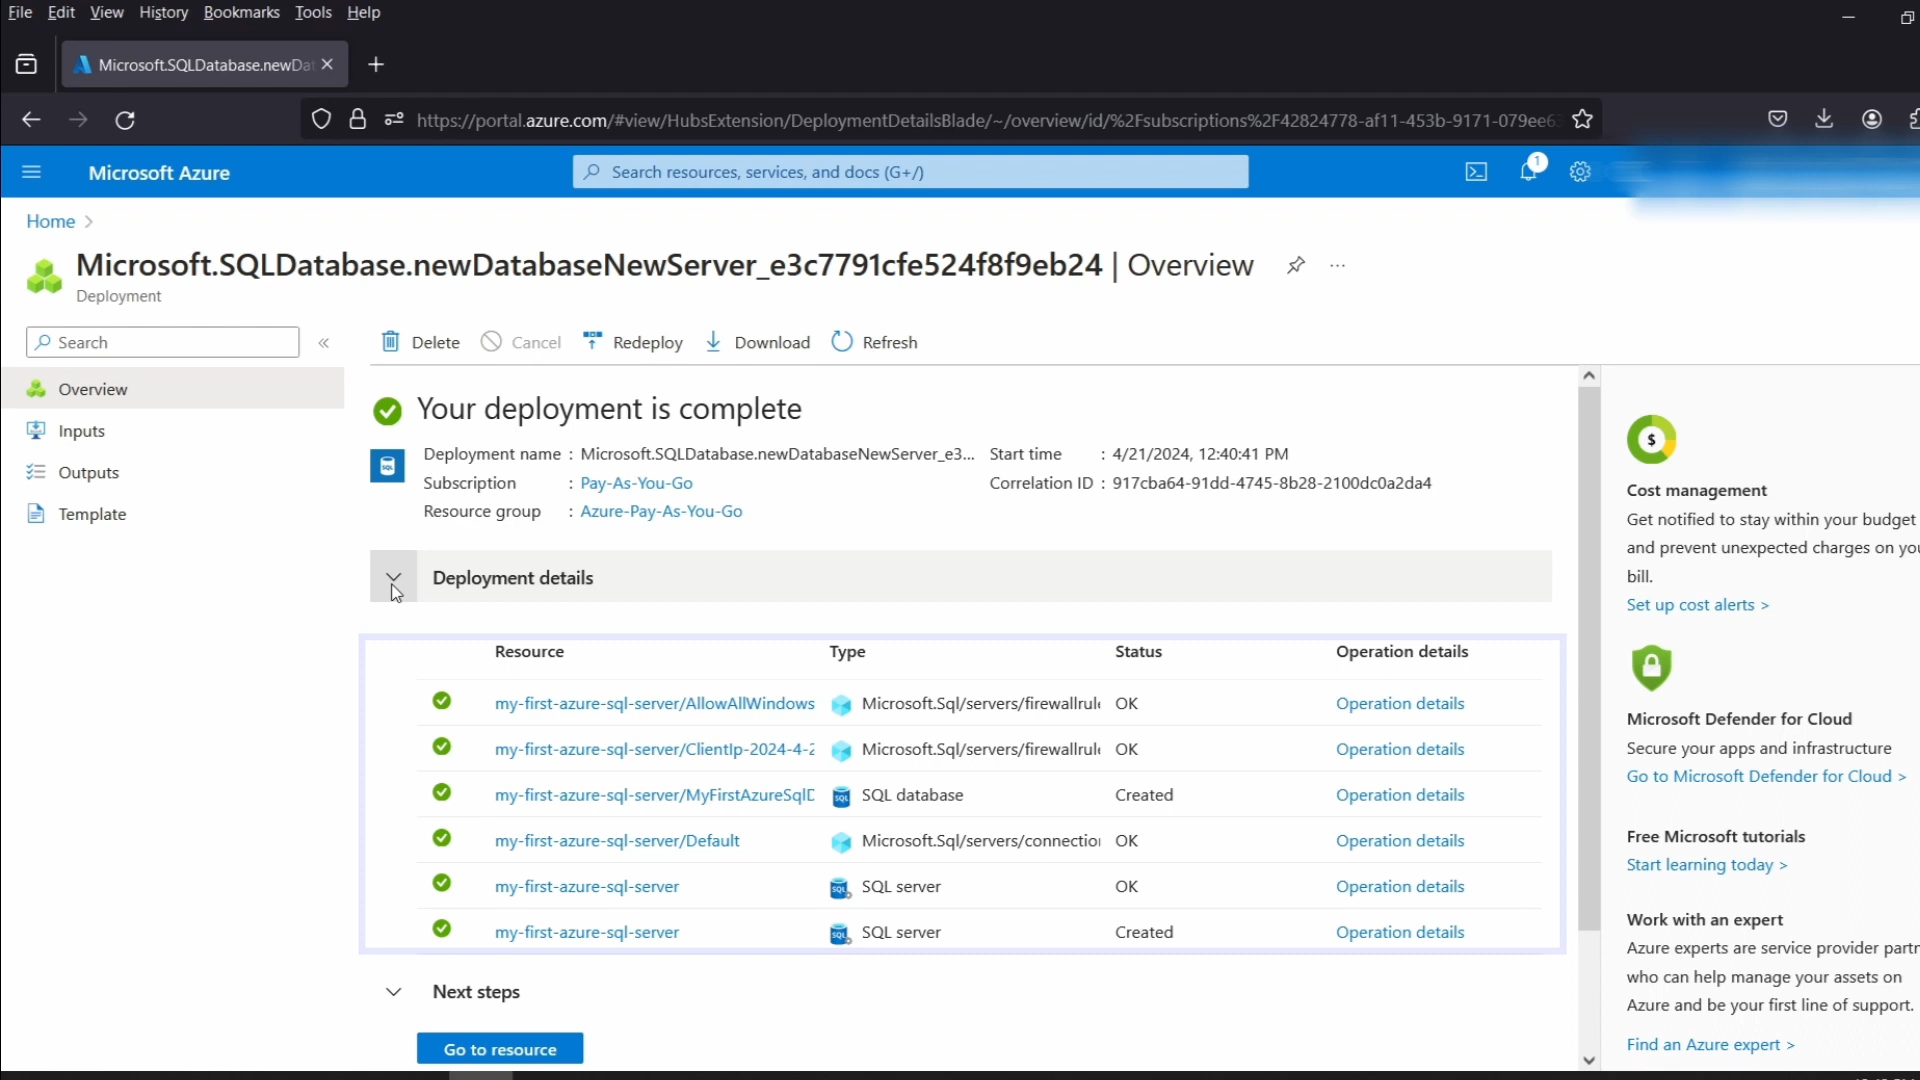 File Edit View History Bookmarks Tools Help
Microsoft.SQLDatabase.newDat
https://portal.azure.com/#view/HubsExtension/DeploymentDetailsBlade/~/overview/id/%2Fsubscriptions%2F42824778-af11-453b-9171-079ee63
Microsoft Azure
Search resources, services, and docs (G+/)
1
Home >
Microsoft.SQLDatabase.newDatabaseNewServer_e3c7791cfe524f8f9eb24 | Overview
Deployment
Search
Overview
Inputs
Outputs
Template
Delete Cancel Redeploy Download Refresh
Your deployment is complete
Deployment name : Microsoft.SQLDatabase.newDatabaseNewServer_e3...
Subscription : Pay-As-You-Go
Resource group : Azure-Pay-As-You-Go
Start time : 4/21/2024, 12:40:41 PM
Correlation ID : 917cba64-91dd-4745-8b28-2100dc0a2da4
Deployment details
Resource Type Status Operation details
my-first-azure-sql-server/AllowAllWindows Microsoft.Sql/servers/firewallrule OK Operation details
my-first-azure-sql-server/ClientIp-2024-4-2 Microsoft.Sql/servers/firewallrule OK Operation details
my-first-azure-sql-server/MyFirstAzureSqlD SQL database Created Operation details
my-first-azure-sql-server/Default Microsoft.Sql/servers/connection OK Operation details
my-first-azure-sql-server SQL server OK Operation details
my-first-azure-sql-server SQL server Created Operation details
Next steps
Go to resource
$
Cost management
Get notified to stay within your budget
and prevent unexpected charges on you
bill.
Set up cost alerts >
Microsoft Defender for Cloud
Secure your apps and infrastructure
Go to Microsoft Defender for Cloud >
Free Microsoft tutorials
Start learning today >
Work with an expert
Azure experts are service provider partn
who can help manage your assets on
Azure and be your first line of support.
Find an Azure expert >